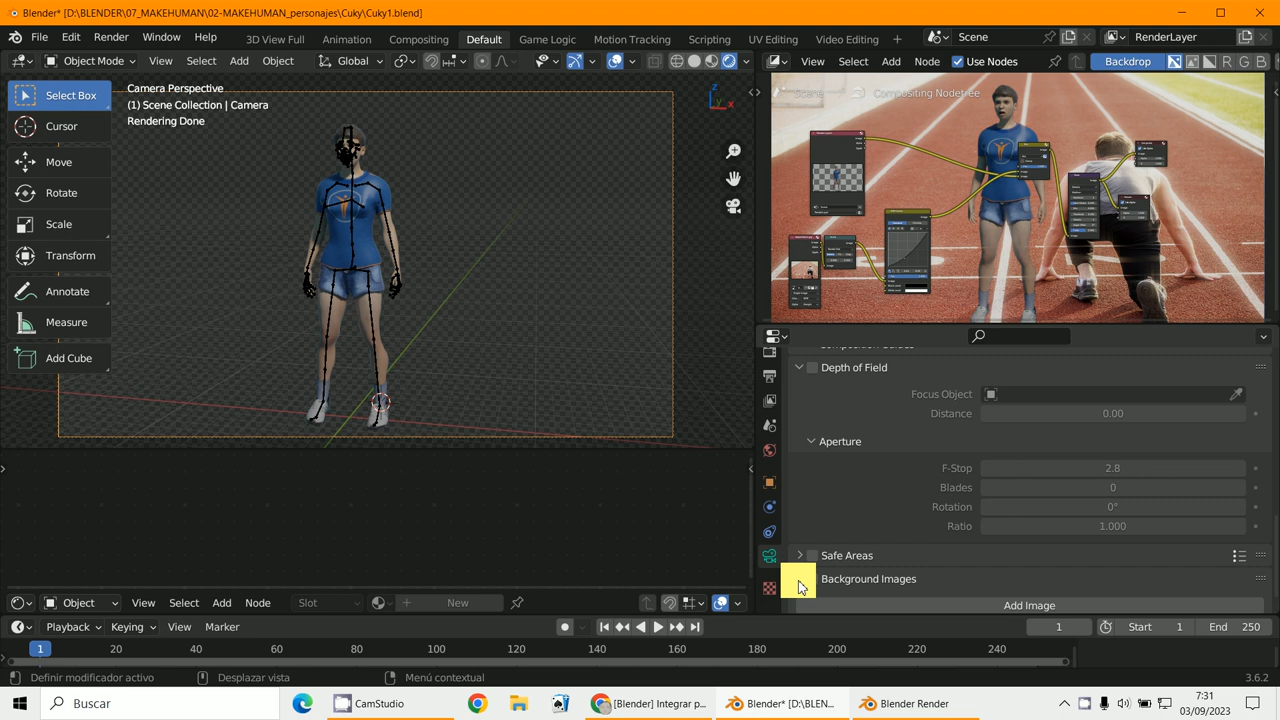 Blender* [D:\BLENDER\07_MAKEHUMAN\02-MAKEHUMAN_personajes\Cuky\Cuky1.blend]
File Edit Render Window Help
3D View Full Animation Compositing Default Game Logic Motion Tracking Scripting UV Editing Video Editing +
Scene
RenderLayer
Object Mode View Select Add Object Global
View Select Add Node Use Nodes Backdrop R G B
Select Box
Cursor
Move
Rotate
Scale
Transform
Annotate
Measure
Add Cube
Camera Perspective
(1) Scene Collection | Camera
Rendering Done
Z
Y
X
Scene Compositing Nodetree
Depth of Field
Focus Object
Distance 0.00
Aperture
F-Stop 2.8
Blades 0
Rotation 0°
Ratio 1.000
Safe Areas
Background Images
Add Image
Object View Select Add Node Slot New
Playback Keying View Marker 1 Start 1 End 250
1 20 40 60 80 100 120 140 160 180 200 220 240
Definir modificador activo Desplazar vista Menú contextual 3.6.2
Buscar
CamStudio
[Blender] Integrar p...
Blender* [D:\BLEN...
Blender Render
7:31
03/09/2023